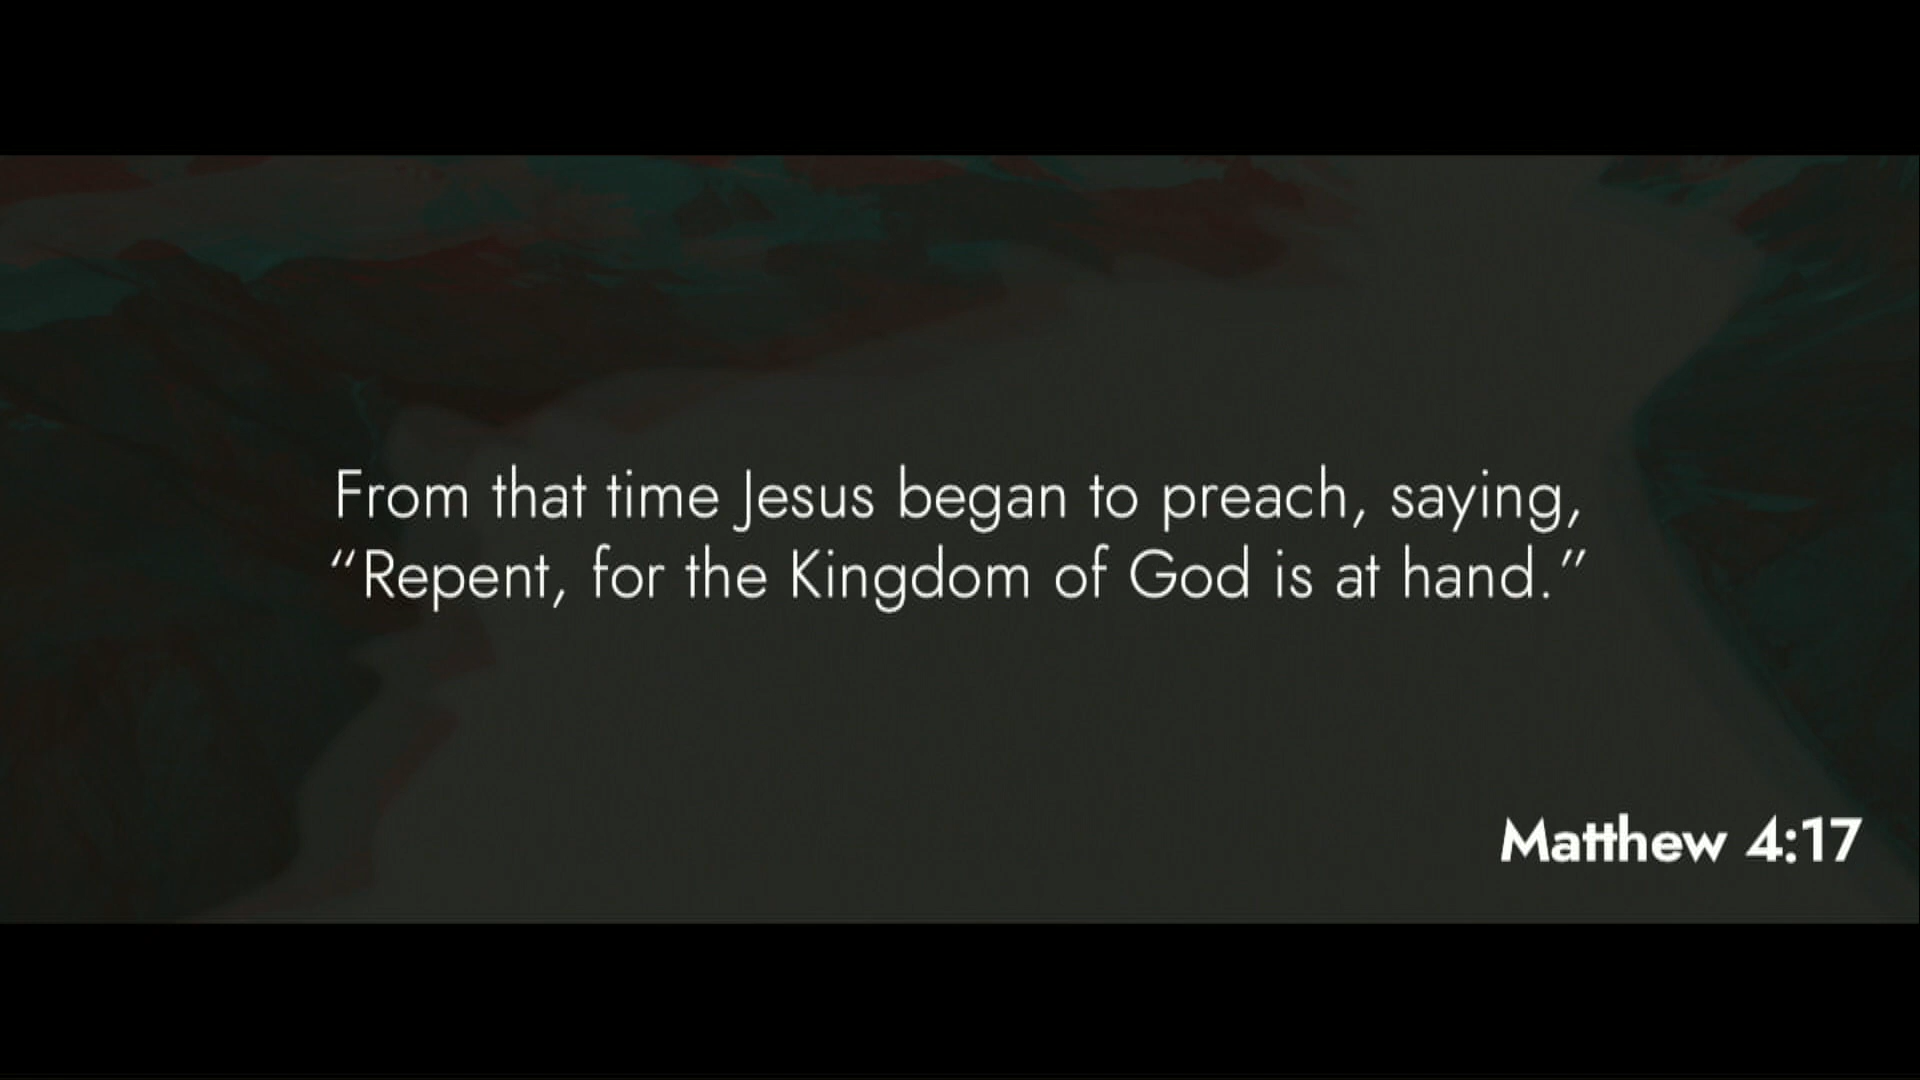 From that time Jesus began to preach, saying,
“Repent, for the Kingdom of God is at hand.”
Matthew 4:17